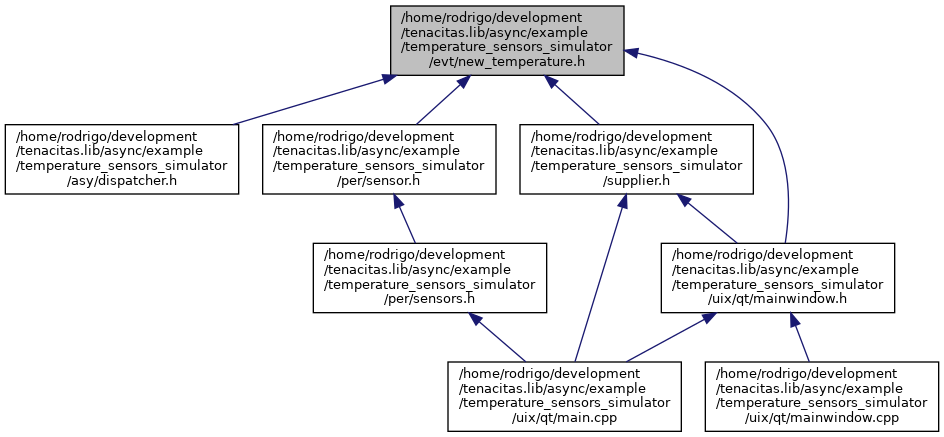 /home/rodrigo/development
/tenacitas.lib/async/example
/temperature_sensors_simulator
/evt/new_temperature.h
/home/rodrigo/development
/tenacitas.lib/async/example
/temperature_sensors_simulator
/asy/dispatcher.h
/home/rodrigo/development
/tenacitas.lib/async/example
/temperature_sensors_simulator
/per/sensor.h
/home/rodrigo/development
/tenacitas.lib/async/example
/temperature_sensors_simulator
/supplier.h
/home/rodrigo/development
/tenacitas.lib/async/example
/temperature_sensors_simulator
/per/sensors.h
/home/rodrigo/development
/tenacitas.lib/async/example
/temperature_sensors_simulator
/uix/qt/mainwindow.h
/home/rodrigo/development
/tenacitas.lib/async/example
/temperature_sensors_simulator
/uix/qt/main.cpp
/home/rodrigo/development
/tenacitas.lib/async/example
/temperature_sensors_simulator
/uix/qt/mainwindow.cpp